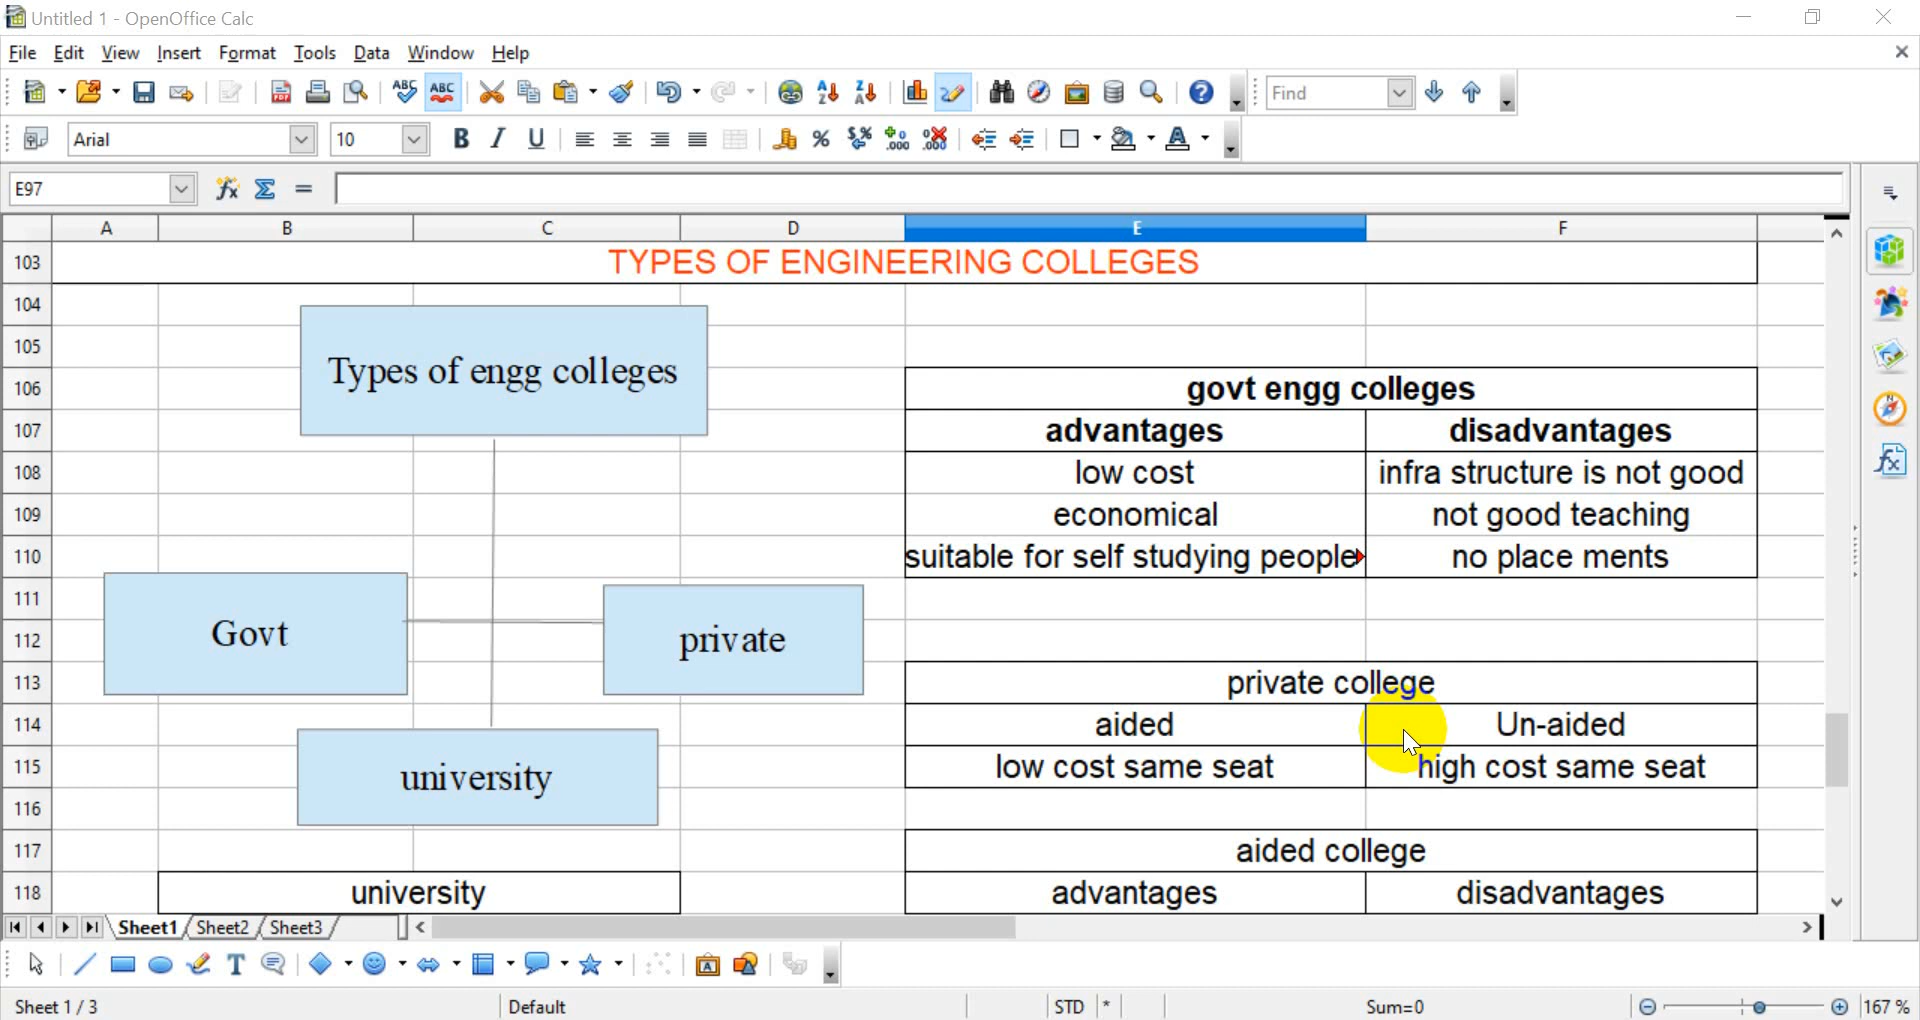 Untitled 1 - OpenOffice Calc
File Edit View Insert Format Tools Data Window Help
Find
Arial 10
E97
A B C D E F
103 TYPES OF ENGINEERING COLLEGES
104
Types of engg colleges
105
106 govt engg colleges
107 advantages disadvantages
108 low cost infra structure is not good
109 economical not good teaching
110 suitable for self studying people no place ments
111
Govt private
112
113 private college
114 aided Un-aided
115 low cost same seat high cost same seat
university
116
117 aided college
118 university advantages disadvantages
Sheet1 Sheet2 Sheet3
Sheet 1 / 3 Default STD * Sum=0 167 %